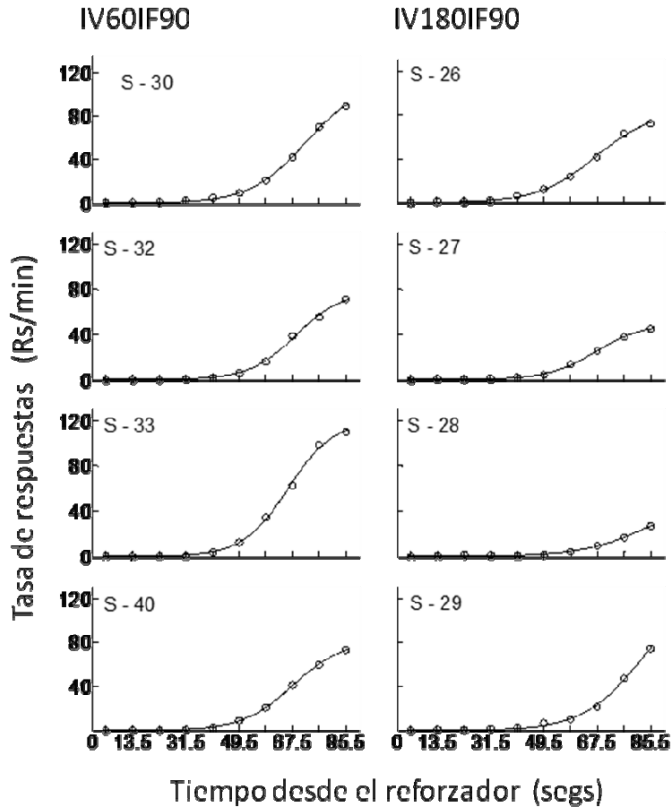 IV60IF90 IV180IF90
120 S - 30 S - 26
80
40
0
120 S - 32 S - 27
80
40
0
120 S - 33 S - 28
80
40
0
120 S - 40 S - 29
80
40
0 13.5 31.5 49.5 67.5 85.5 0 13.5 31.5 49.5 67.5 85.5
Tasa de respuestas (Rs/min)
Tiempo desde el reforzador (segs)